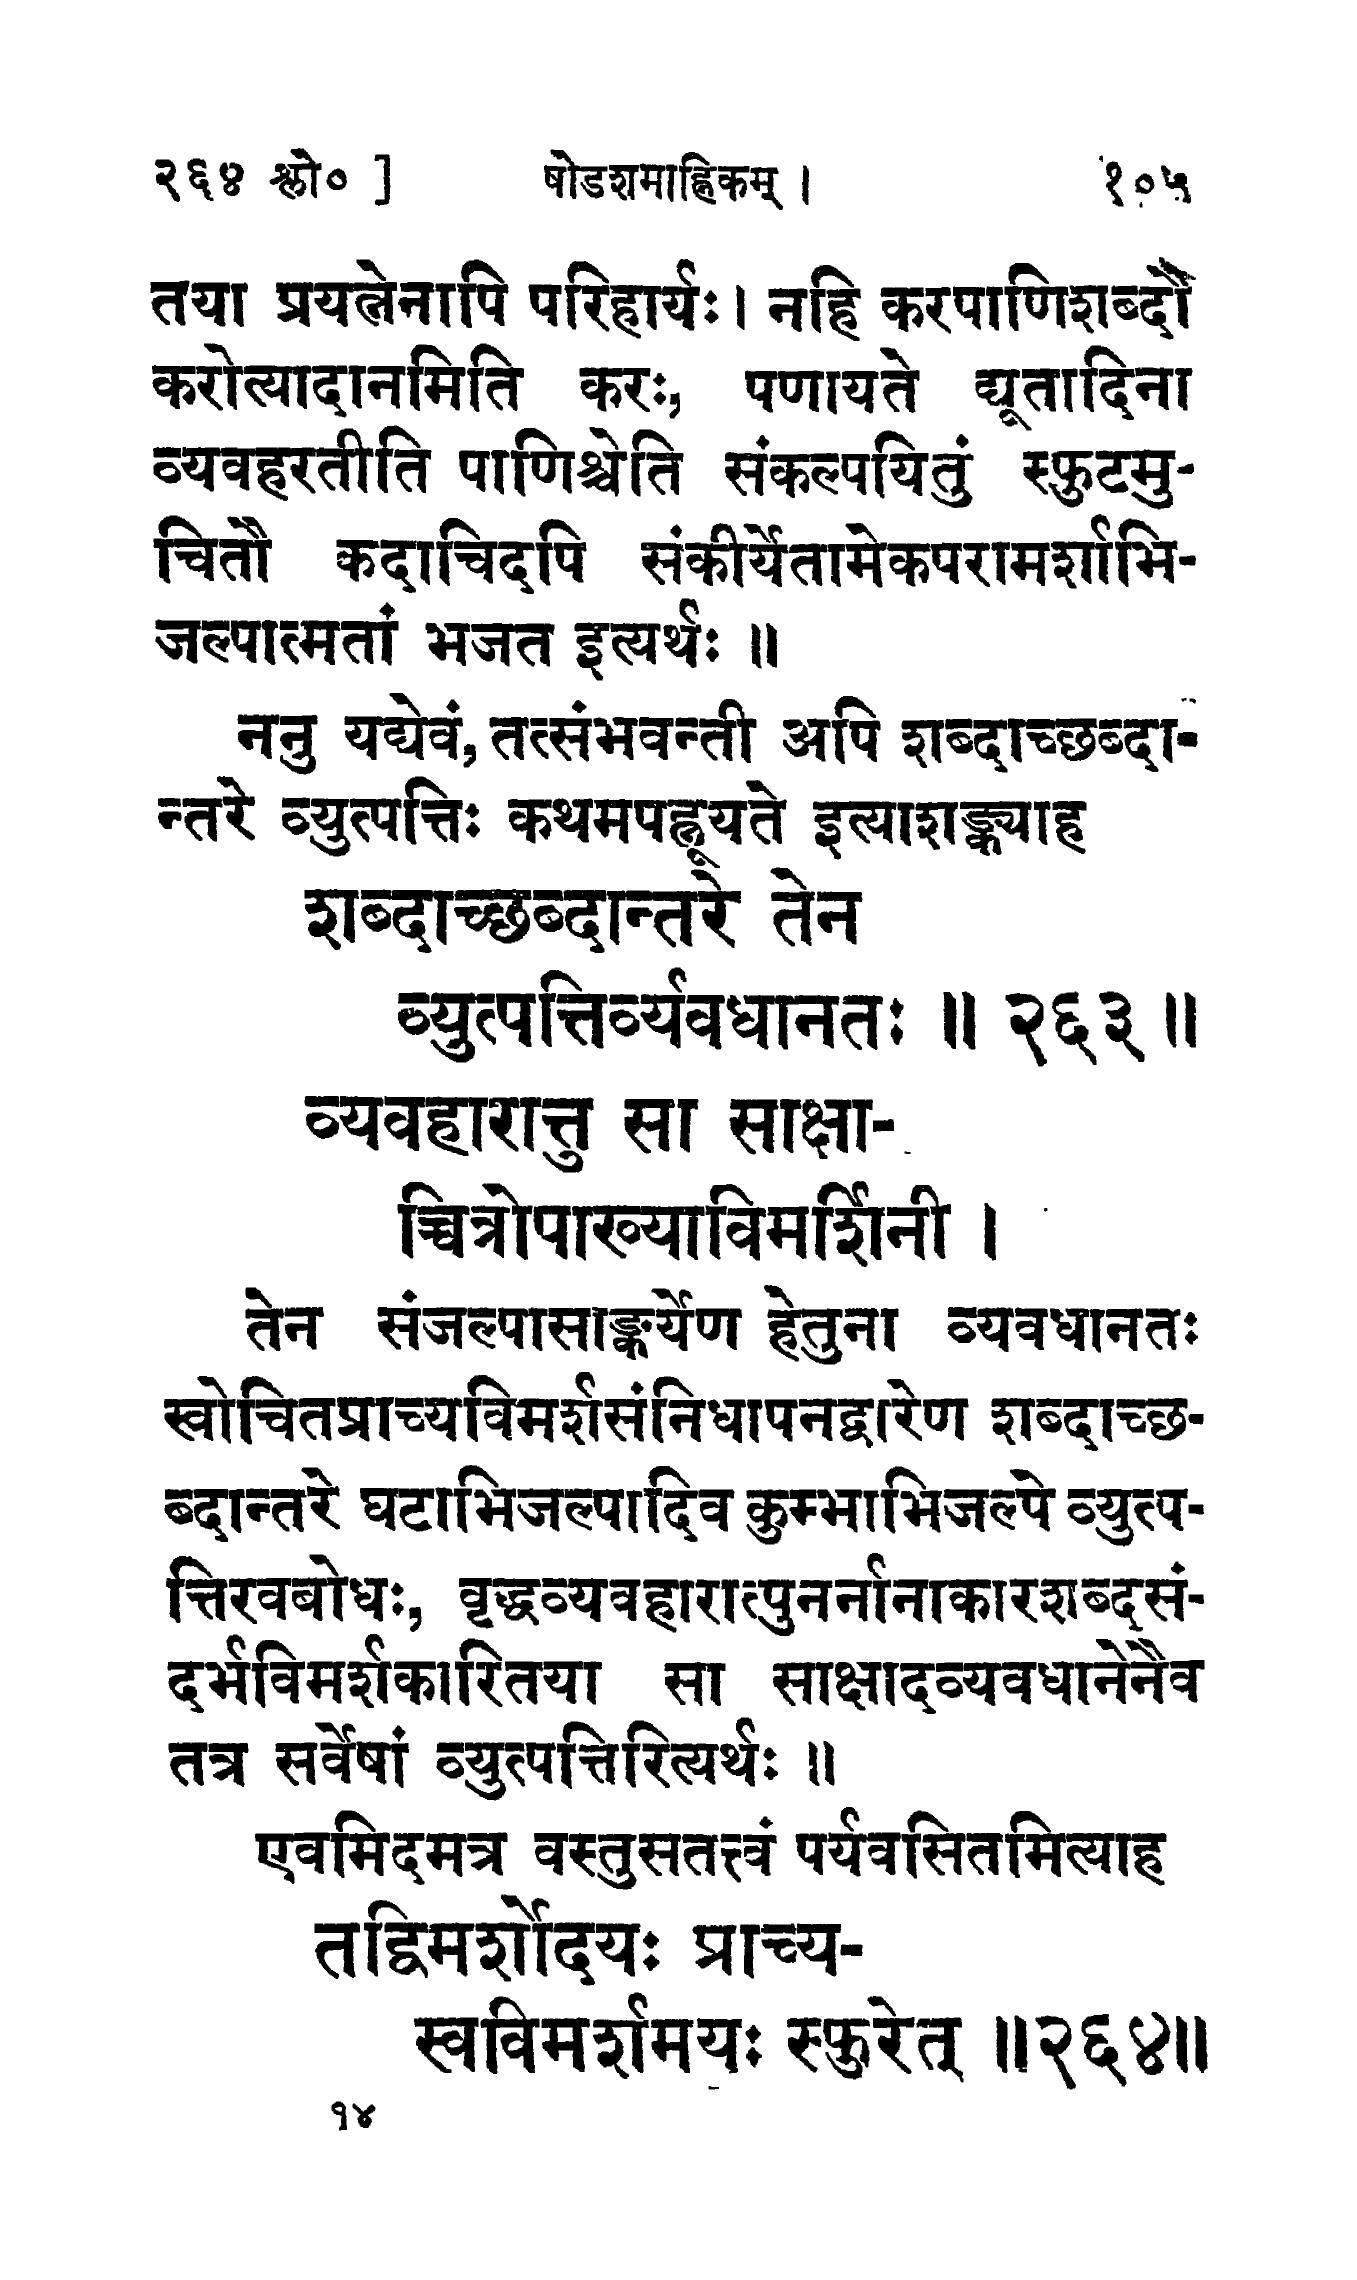 २६४ श्लो० ] षोडशमाह्निकम् । १०५
तया प्रयत्नेनापि परिहार्यः। नहि करपाणिशब्दौ
करोत्यादानमिति करः, पणायते द्यूतादिना
व्यवहरतीति पाणिश्चेति संकल्पयितुं स्फुटमु-
चितौ कदाचिदपि संकीर्येतामेकपरामर्शाभि-
जल्पात्मतां भजत इत्यर्थः ॥
ननु यद्येवं, तत्संभवन्ती अपि शब्दाच्छब्दा-
न्तरे व्युत्पत्तिः कथमपह्नूयते इत्याशङ्क्याह
शब्दाच्छब्दान्तरे तेन
व्युत्पत्तिर्व्यवधानतः ॥ २६३ ॥
व्यवहारात्तु सा साक्षा-
च्चित्रोपाख्याविमर्शिनी ।
तेन संजल्पासाङ्कर्येण हेतुना व्यवधानतः
स्वोचितप्राच्यविमर्शसंनिधापनद्वारेण शब्दाच्छ-
ब्दान्तरे घटाभिजल्पादिव कुम्भाभिजल्पे व्युत्प-
त्तिरवबोधः, वृद्धव्यवहारात्पुनर्नानाकारशब्दसं-
दर्भविमर्शकारितया सा साक्षादव्यवधानेनैव
तत्र सर्वेषां व्युत्पत्तिरित्यर्थः ॥
एवमिदमत्र वस्तुसतत्त्वं पर्यवसितमित्याह
तद्विमर्शोदयः प्राच्य-
स्वविमर्शमयः स्फुरेत् ॥२६४॥
१४